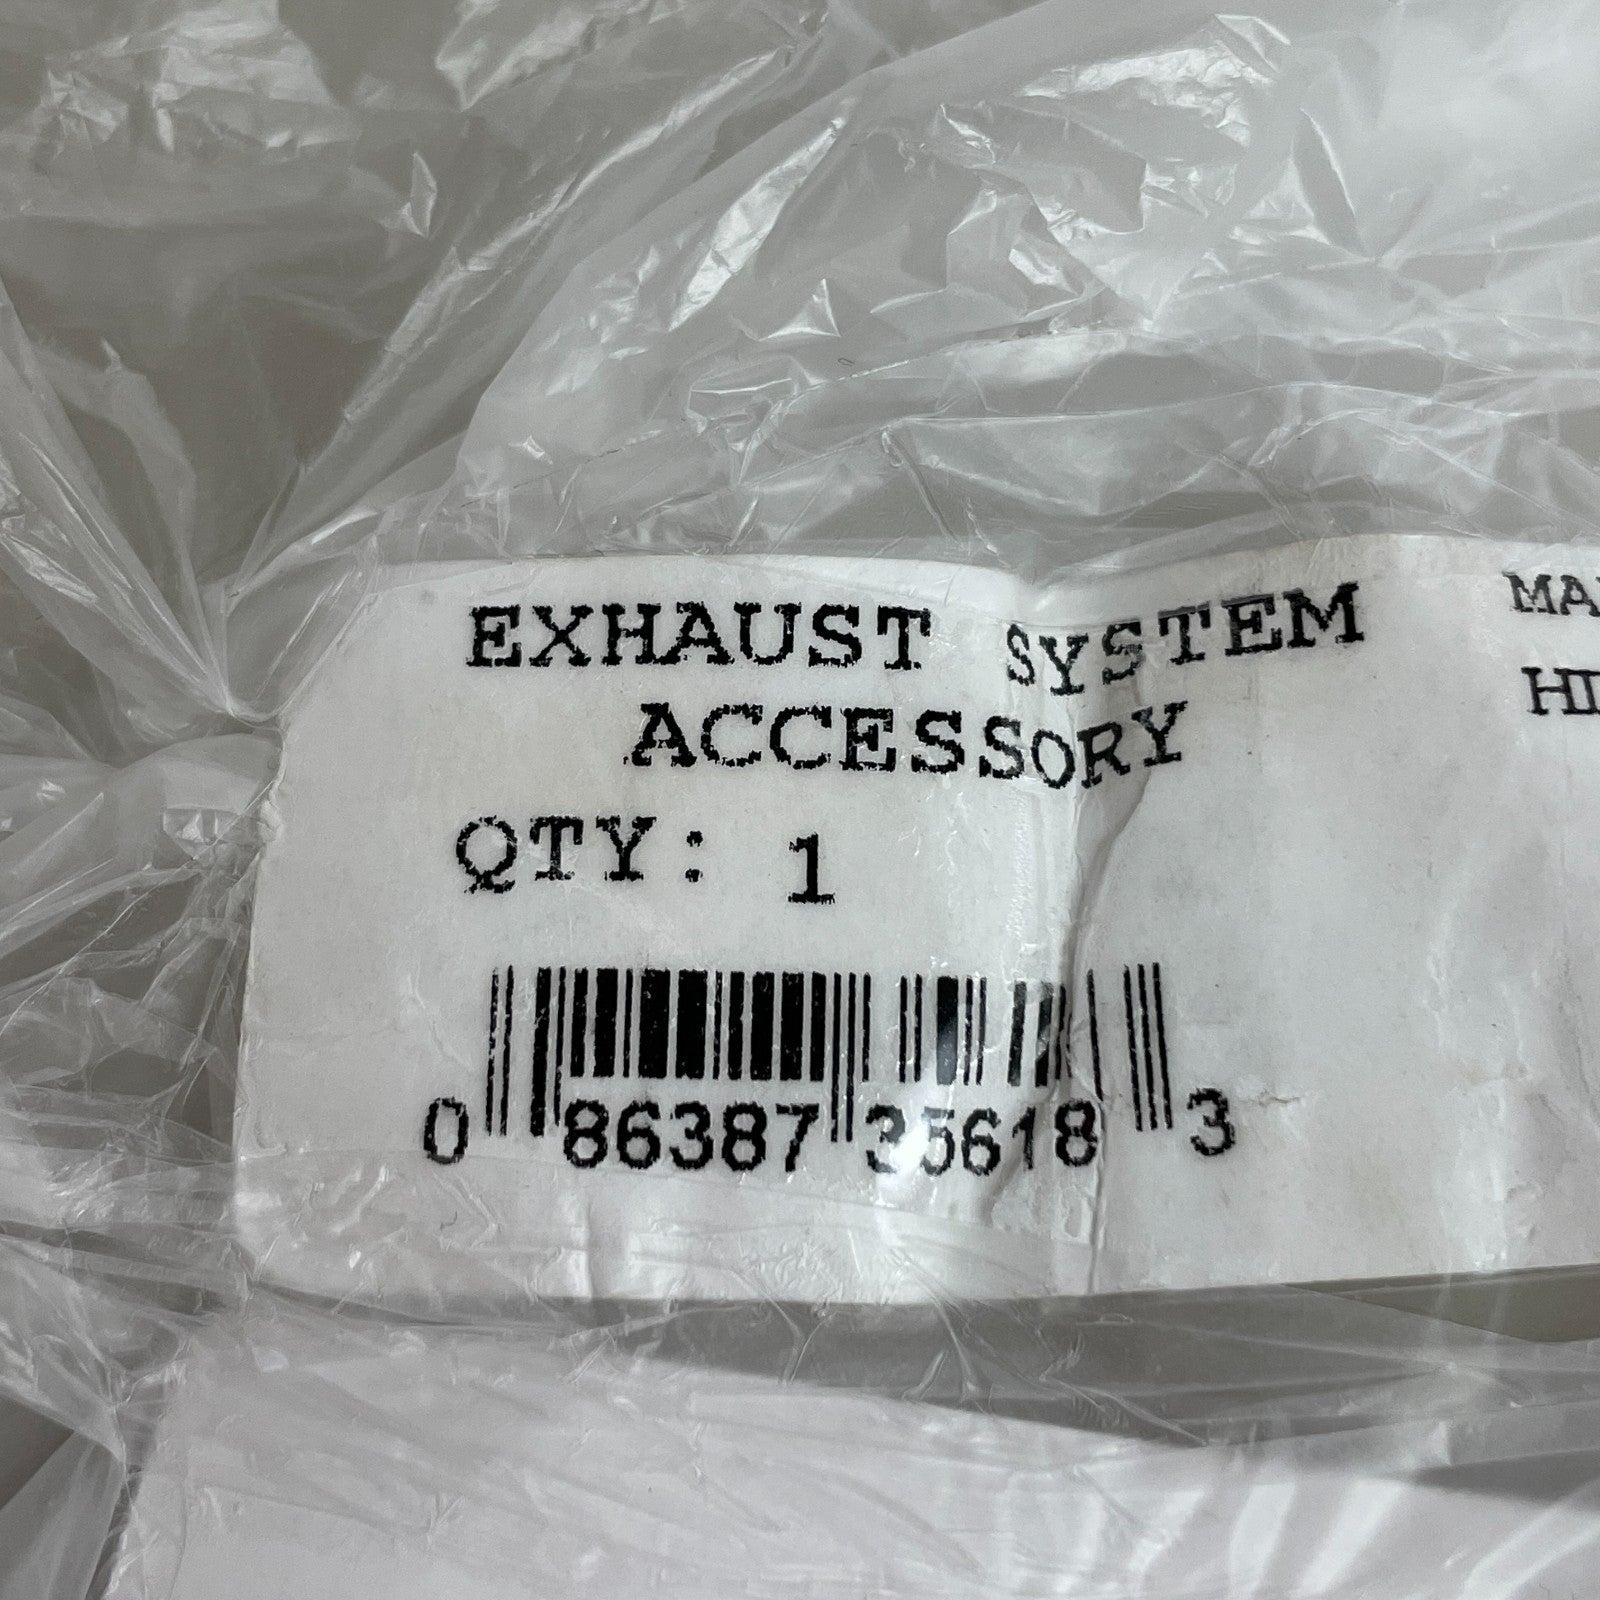 EXHAUST SYSTEM
ACCESSORY
QTY: 1
0 86387 35618 3